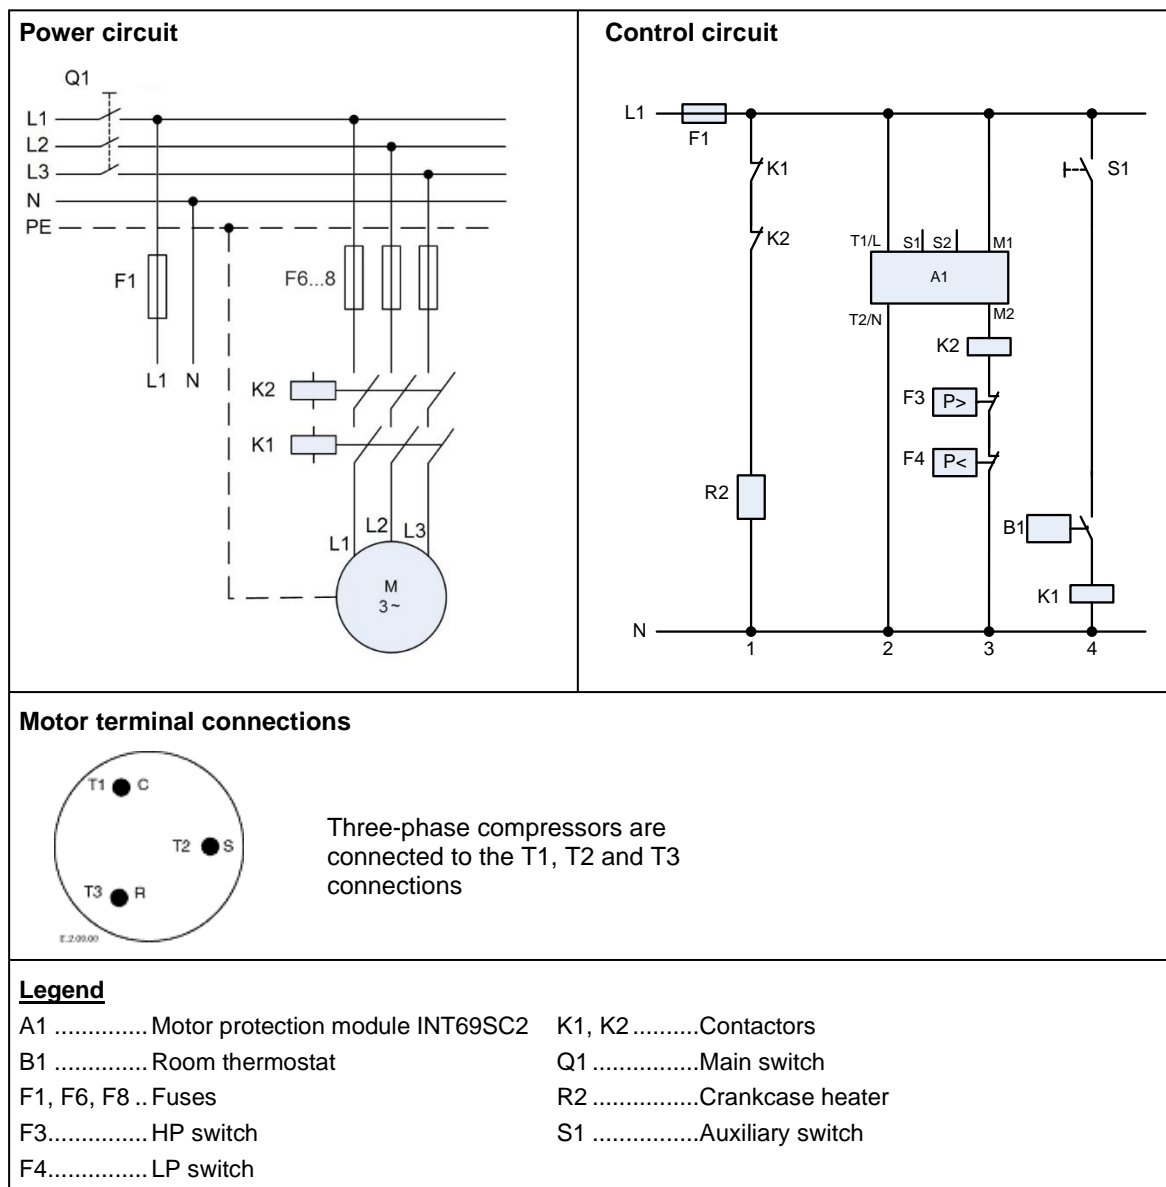 Power circuit
Q1
L1
L2
L3
N
PE
F1
F6...8
L1 N
K2
K1
L1
L2
L3
M
3 ~
Control circuit
L1
F1
K1
S1
K2
T1/L
S1
S2
M1
A1
T2/N
M2
K2
F3
P>
F4
P<
R2
B1
K1
N
1
2
3
4
Motor terminal connections
T1 C
T2 S
T3 R
E.2.09.00
Three-phase compressors are
connected to the T1, T2 and T3
connections
Legend
A1 .............. Motor protection module INT69SC2
B1 .............. Room thermostat
F1, F6, F8 .. Fuses
F3............... HP switch
F4............... LP switch
K1, K2 ..........Contactors
Q1 ................Main switch
R2 ................Crankcase heater
S1 ................Auxiliary switch